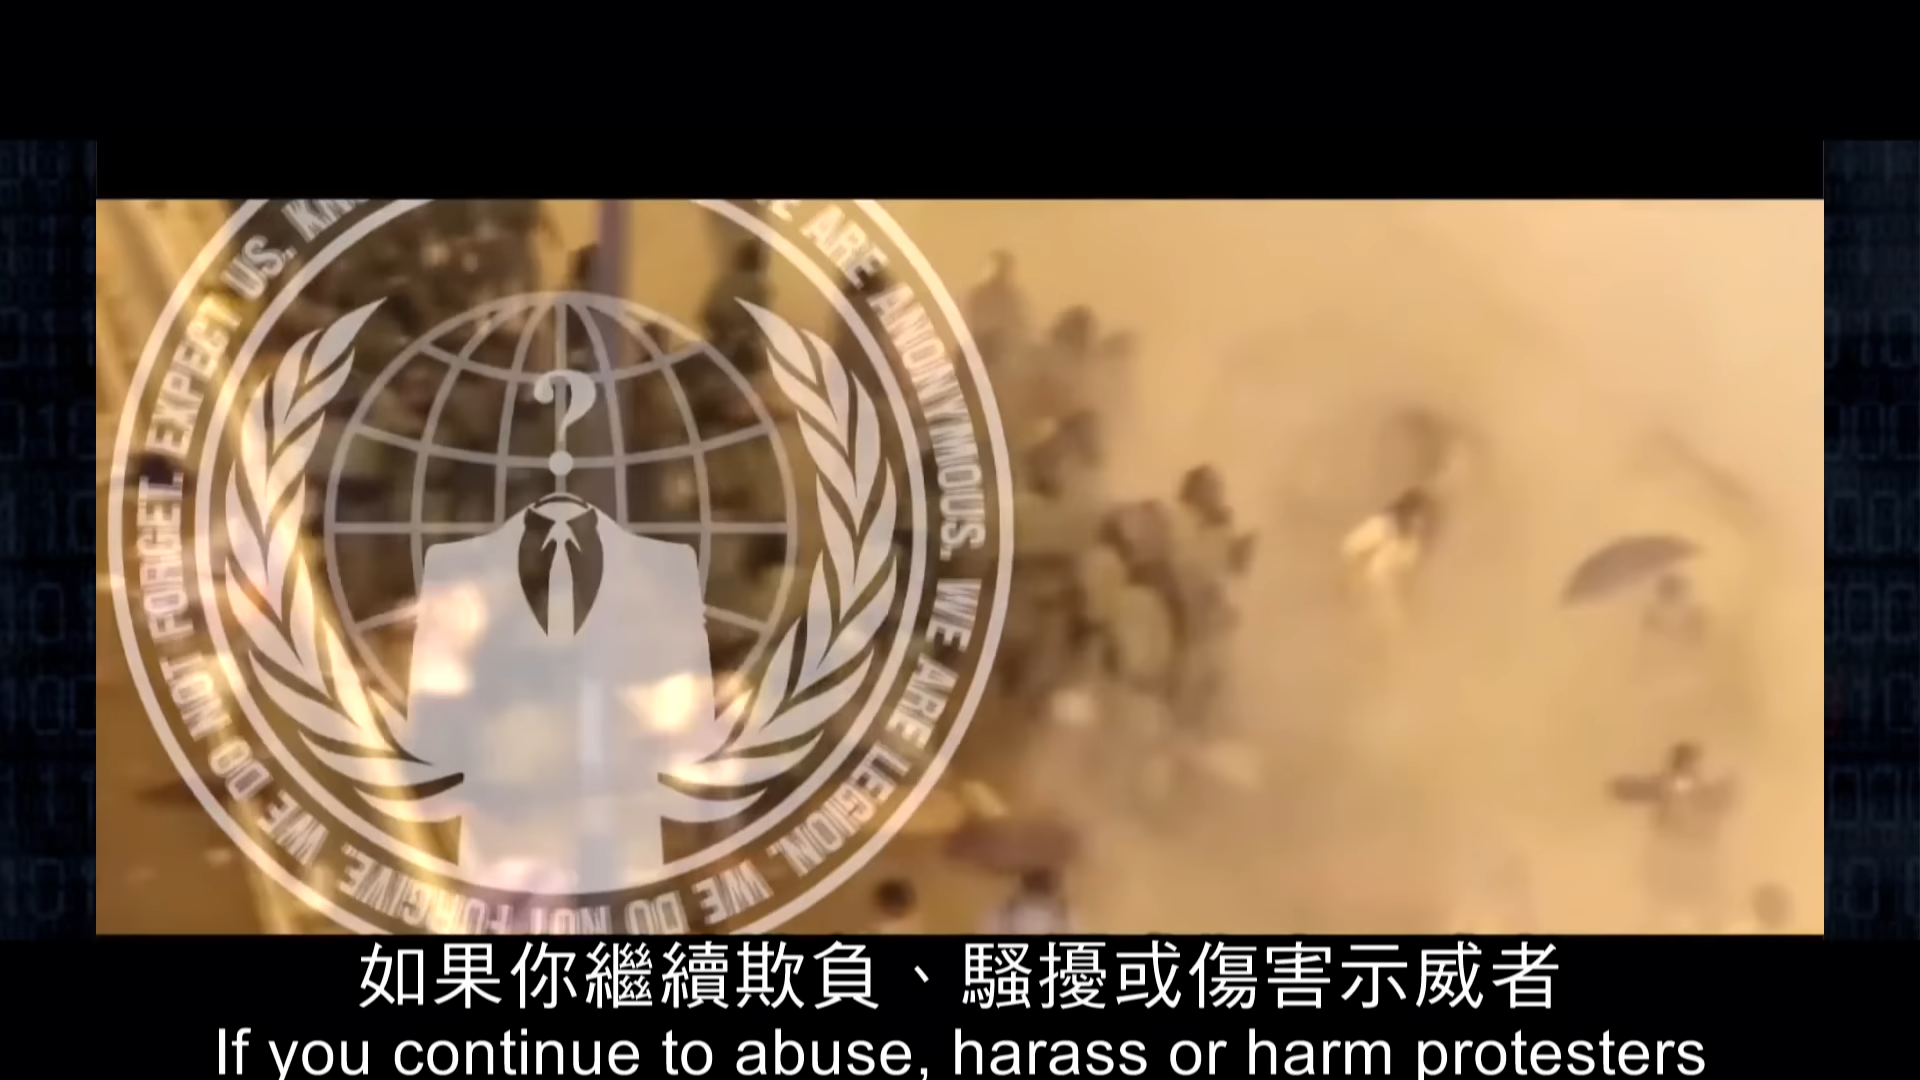 KN
WE ARE ANONYMOUS. WE ARE LEGION. WE DO NOT FORGIVE. WE DO NOT FORGET. EXPECT US.
如果你繼續欺負、騷擾或傷害示威者
If you continue to abuse, harass or harm protesters